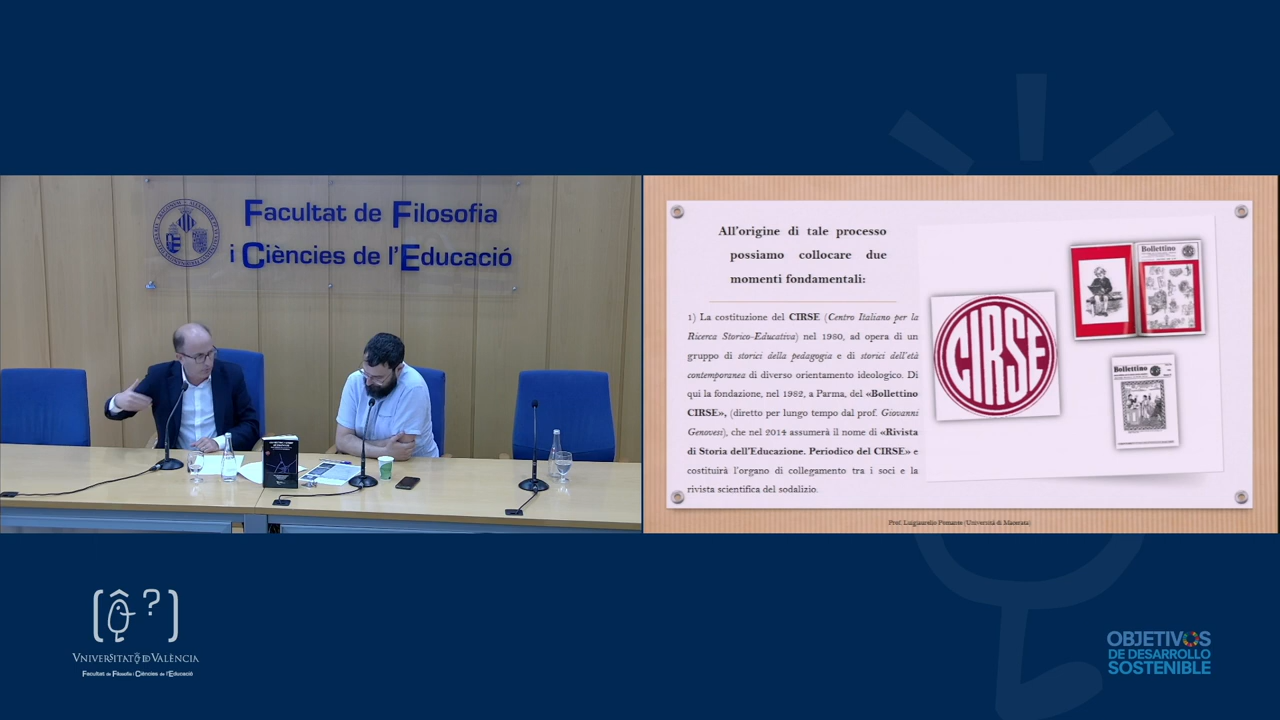 Facultat de Filosofia
i Ciències de l'Educació
All'origine di tale processo
possiamo collocare due
momenti fondamentali:
1) La costituzione del CIRSE (Centro Italiano per la
Ricerca Storico-Educativa) nel 1980, ad opera di un
gruppo di storici della pedagogia e di storici dell'età
contemporanea di diverso orientamento ideologico. Di
qui la fondazione, nel 1982, a Parma, del «Bollettino
CIRSE», (diretto per lungo tempo dal prof. Giovanni
Genovesi), che nel 2014 assumerà il nome di «Rivista
di Storia dell'Educazione. Periodico del CIRSE» e
costituirà l'organo di collegamento tra i soci e la
rivista scientifica del sodalizio.
CIRSE
Bollettino
Bollettino
Prof. Luigiaurelio Pomante (Università di Macerata)
VNIVERSITAT ID VALÈNCIA
Facultat de Filosofia i Ciències de l'Educació
OBJETIVOS
DE DESARROLLO
SOSTENIBLE